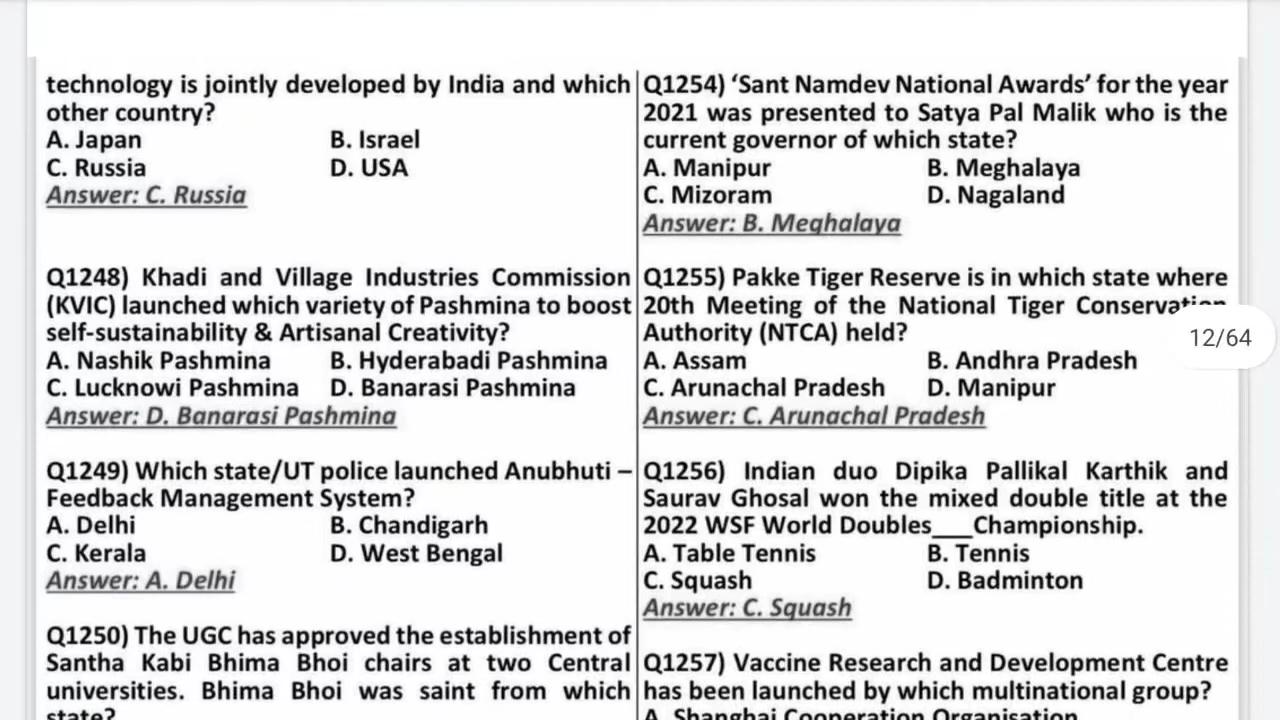 technology is jointly developed by India and which
other country?
A. Japan B. Israel
C. Russia D. USA
Answer: C. Russia
Q1248) Khadi and Village Industries Commission
(KVIC) launched which variety of Pashmina to boost
self-sustainability & Artisanal Creativity?
A. Nashik Pashmina B. Hyderabadi Pashmina
C. Lucknowi Pashmina D. Banarasi Pashmina
Answer: D. Banarasi Pashmina
Q1249) Which state/UT police launched Anubhuti –
Feedback Management System?
A. Delhi B. Chandigarh
C. Kerala D. West Bengal
Answer: A. Delhi
Q1250) The UGC has approved the establishment of
Santha Kabi Bhima Bhoi chairs at two Central
universities. Bhima Bhoi was saint from which
state?
Q1254) ‘Sant Namdev National Awards’ for the year
2021 was presented to Satya Pal Malik who is the
current governor of which state?
A. Manipur B. Meghalaya
C. Mizoram D. Nagaland
Answer: B. Meghalaya
Q1255) Pakke Tiger Reserve is in which state where
20th Meeting of the National Tiger Conservation
Authority (NTCA) held?
A. Assam B. Andhra Pradesh
C. Arunachal Pradesh D. Manipur
Answer: C. Arunachal Pradesh
Q1256) Indian duo Dipika Pallikal Karthik and
Saurav Ghosal won the mixed double title at the
2022 WSF World Doubles___Championship.
A. Table Tennis B. Tennis
C. Squash D. Badminton
Answer: C. Squash
Q1257) Vaccine Research and Development Centre
has been launched by which multinational group?
A. Shanghai Cooperation Organisation
12/64